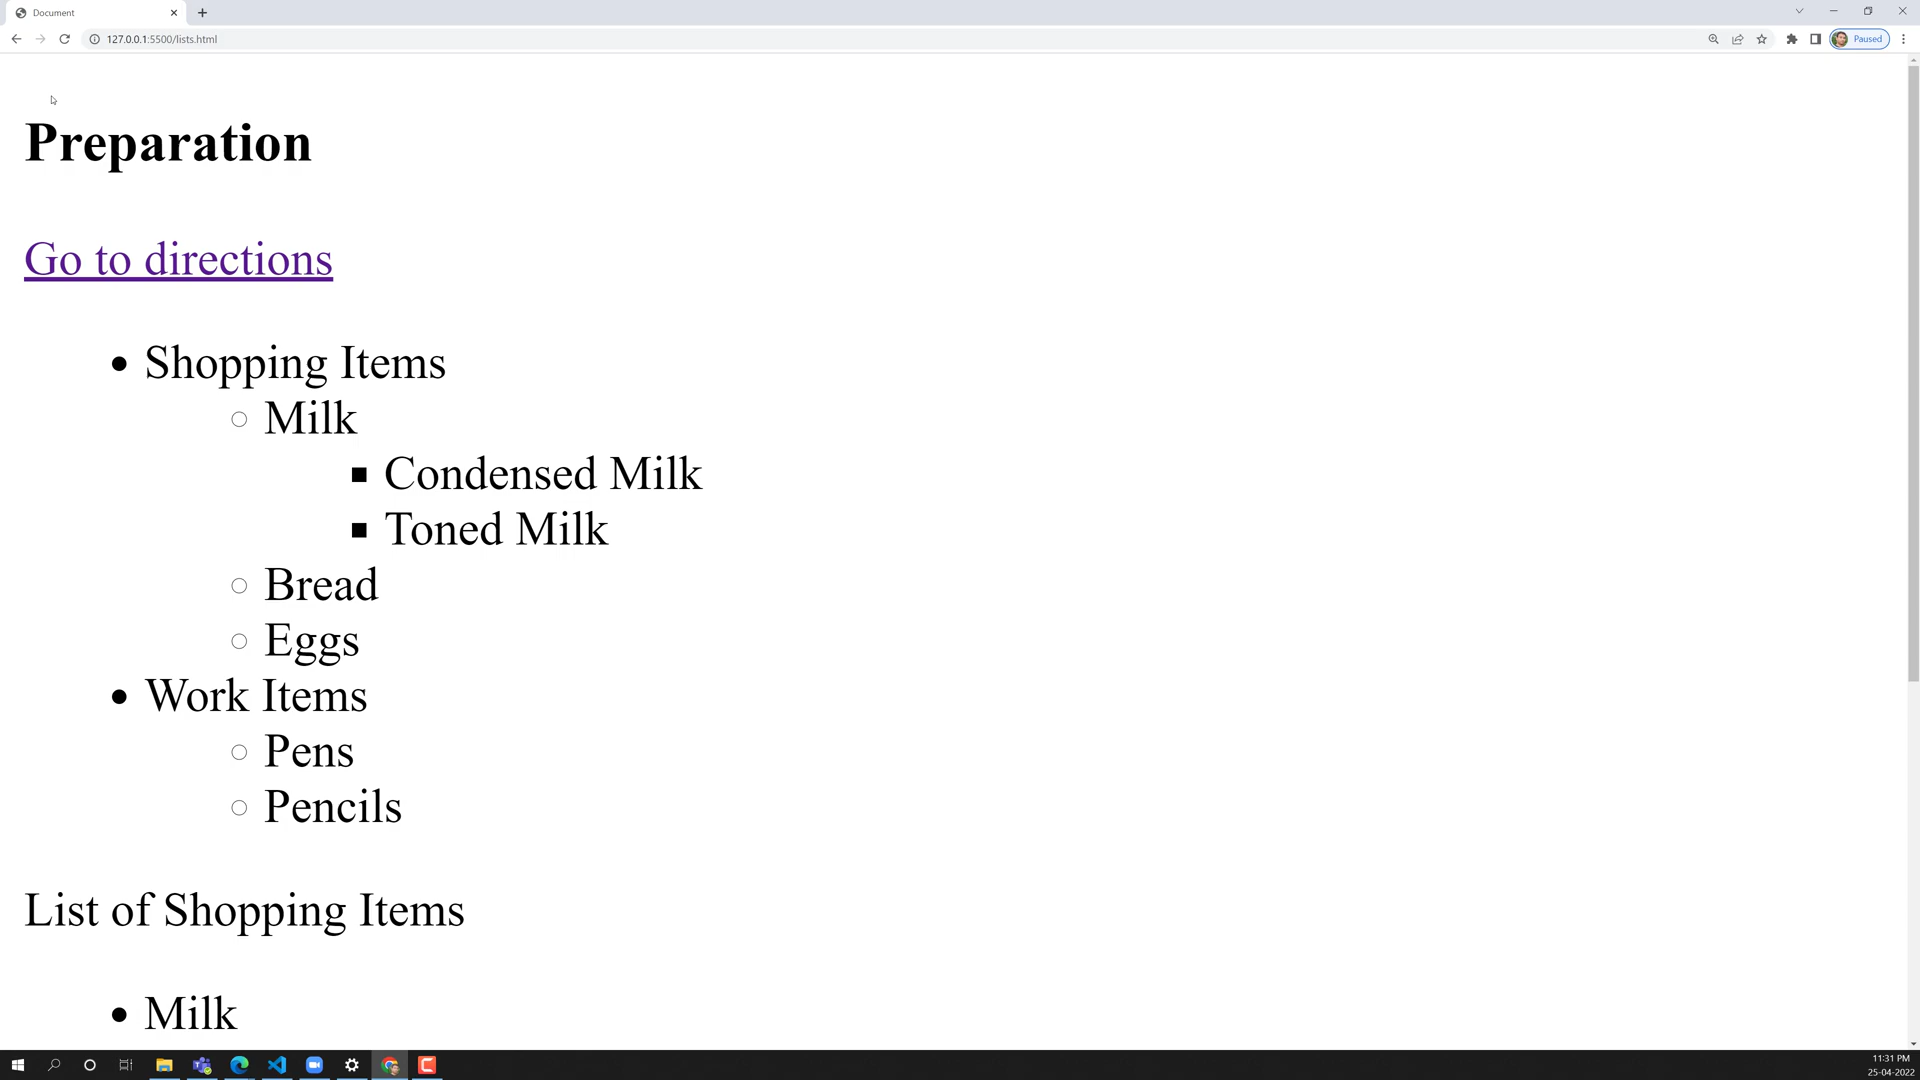 Document
127.0.0.1:5500/lists.html
Paused
Preparation
Go to directions
Shopping Items
Milk
Condensed Milk
Toned Milk
Bread
Eggs
Work Items
Pens
Pencils
List of Shopping Items
Milk
11:31 PM
25-04-2022